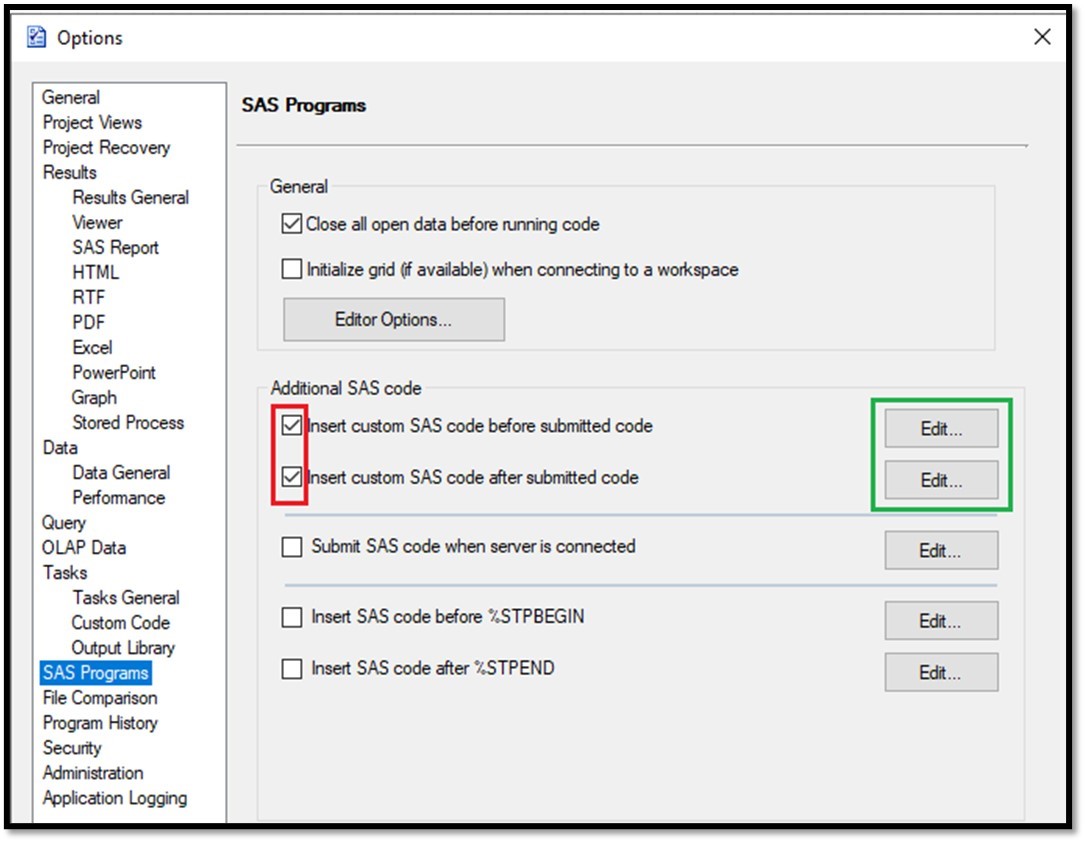 Options
General
Project Views
Project Recovery
Results
Results General
Viewer
SAS Report
HTML
RTF
PDF
Excel
PowerPoint
Graph
Stored Process
Data
Data General
Performance
Query
OLAP Data
Tasks
Tasks General
Custom Code
Output Library
SAS Programs
File Comparison
Program History
Security
Administration
Application Logging
SAS Programs
General
Close all open data before running code
Initialize grid (if available) when connecting to a workspace
Editor Options...
Additional SAS code
Insert custom SAS code before submitted code Edit...
Insert custom SAS code after submitted code Edit...
Submit SAS code when server is connected Edit...
Insert SAS code before %STPBEGIN Edit...
Insert SAS code after %STPEND Edit...